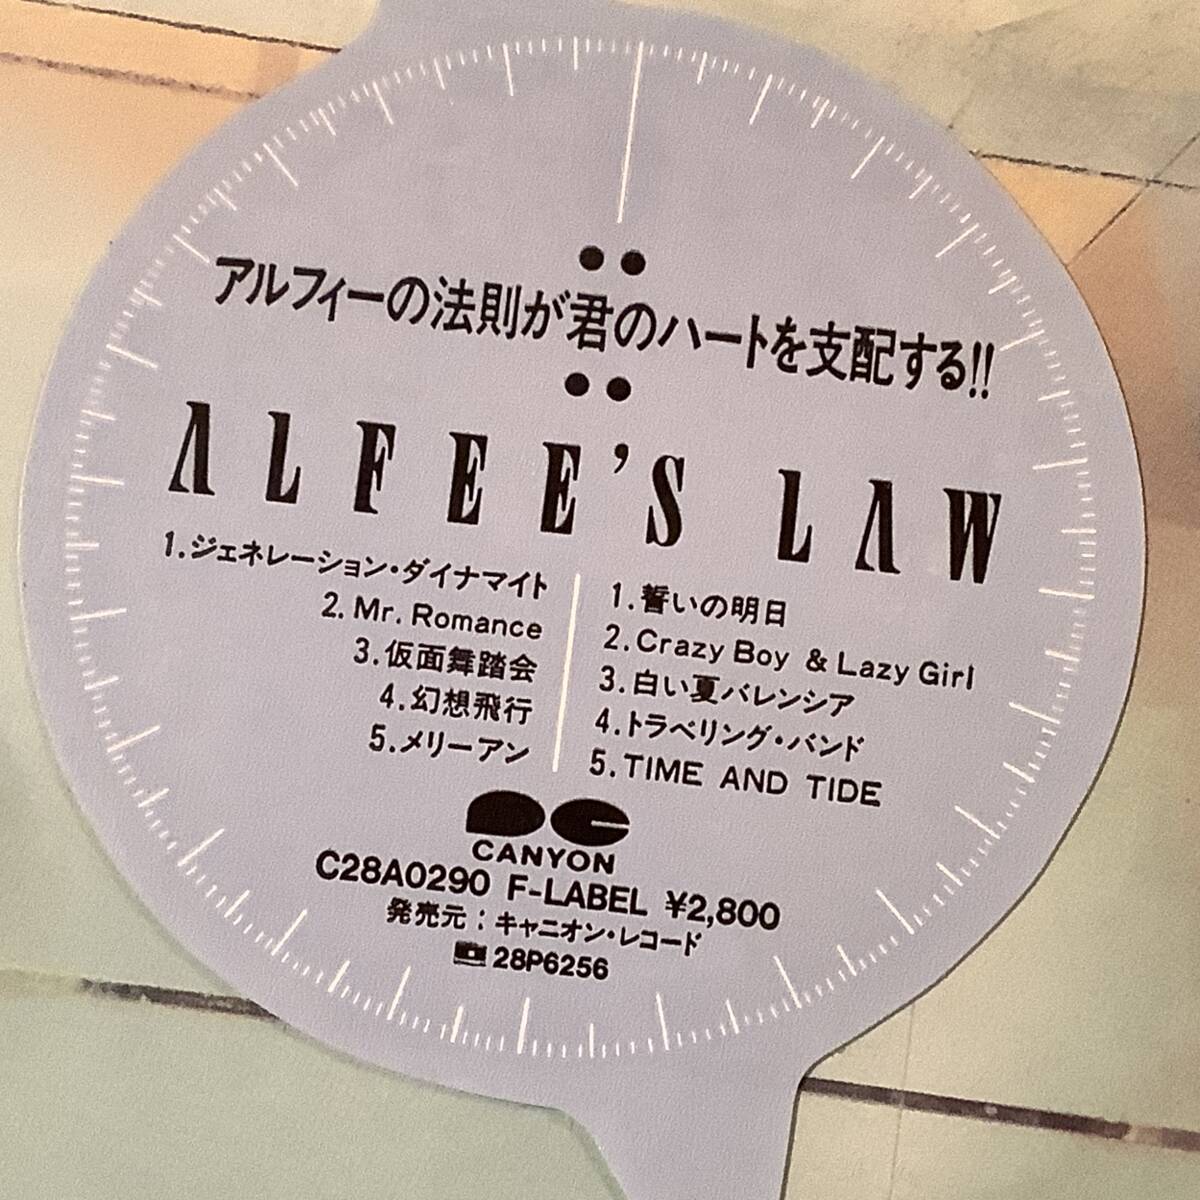 アルフィーの法則が君のハートを支配する!!
ALFEE'S LAW
1.ジェネレーション・ダイナマイト
2.Mr. Romance
3.仮面舞踏会
4.幻想飛行
5.メリーアン
1.誓いの明日
2.Crazy Boy & Lazy Girl
3.白い夏バレンシア
4.トラベリング・バンド
5.TIME AND TIDE
CANYON
C28A0290 F-LABEL ¥2,800
発売元：キャニオン・レコード
28P6256